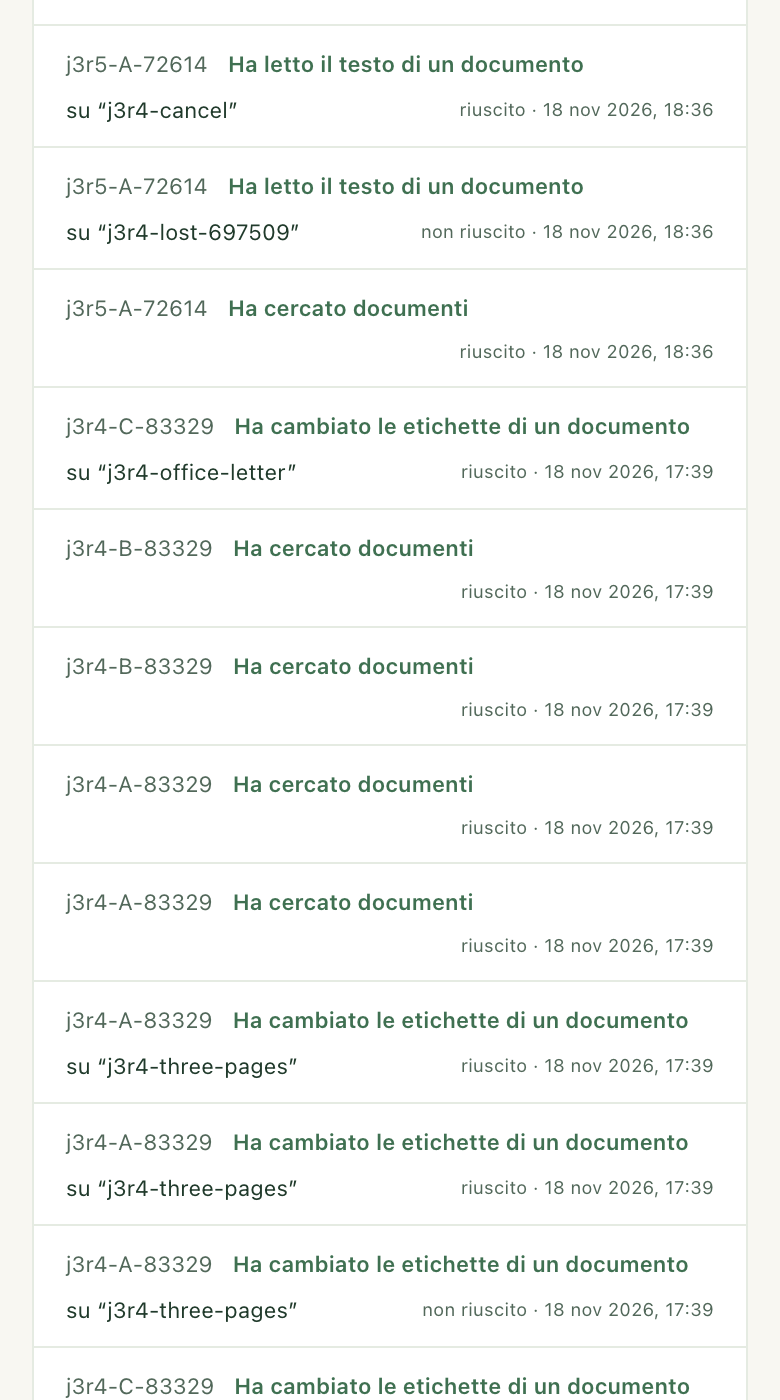 j3r5-A-72614 Ha letto il testo di un documento
su “j3r4-cancel” riuscito · 18 nov 2026, 18:36
j3r5-A-72614 Ha letto il testo di un documento
su “j3r4-lost-697509” non riuscito · 18 nov 2026, 18:36
j3r5-A-72614 Ha cercato documenti
riuscito · 18 nov 2026, 18:36
j3r4-C-83329 Ha cambiato le etichette di un documento
su “j3r4-office-letter” riuscito · 18 nov 2026, 17:39
j3r4-B-83329 Ha cercato documenti
riuscito · 18 nov 2026, 17:39
j3r4-B-83329 Ha cercato documenti
riuscito · 18 nov 2026, 17:39
j3r4-A-83329 Ha cercato documenti
riuscito · 18 nov 2026, 17:39
j3r4-A-83329 Ha cercato documenti
riuscito · 18 nov 2026, 17:39
j3r4-A-83329 Ha cambiato le etichette di un documento
su “j3r4-three-pages” riuscito · 18 nov 2026, 17:39
j3r4-A-83329 Ha cambiato le etichette di un documento
su “j3r4-three-pages” riuscito · 18 nov 2026, 17:39
j3r4-A-83329 Ha cambiato le etichette di un documento
su “j3r4-three-pages” non riuscito · 18 nov 2026, 17:39
j3r4-C-83329 Ha cambiato le etichette di un documento